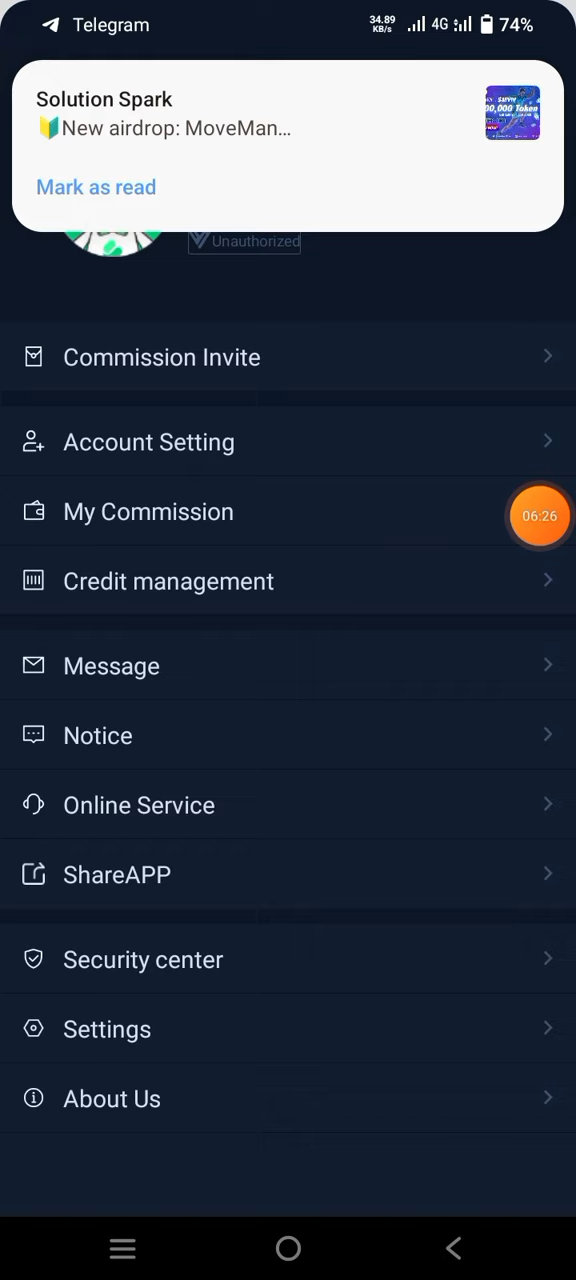 Telegram
34.89
KB/s
4G
74%
Solution Spark
🔰New airdrop: MoveMan...
Mark as read
Unauthorized
Commission Invite
Account Setting
My Commission
06:26
Credit management
Message
Notice
Online Service
ShareAPP
Security center
Settings
About Us